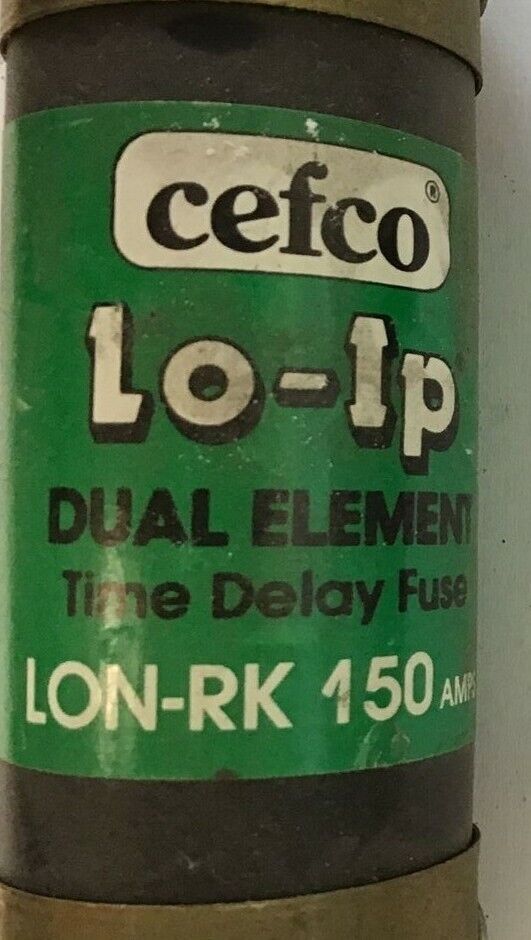 cefco®
Lo-Ip
DUAL ELEMENT
Time Delay Fuse
LON-RK 150 AMPS